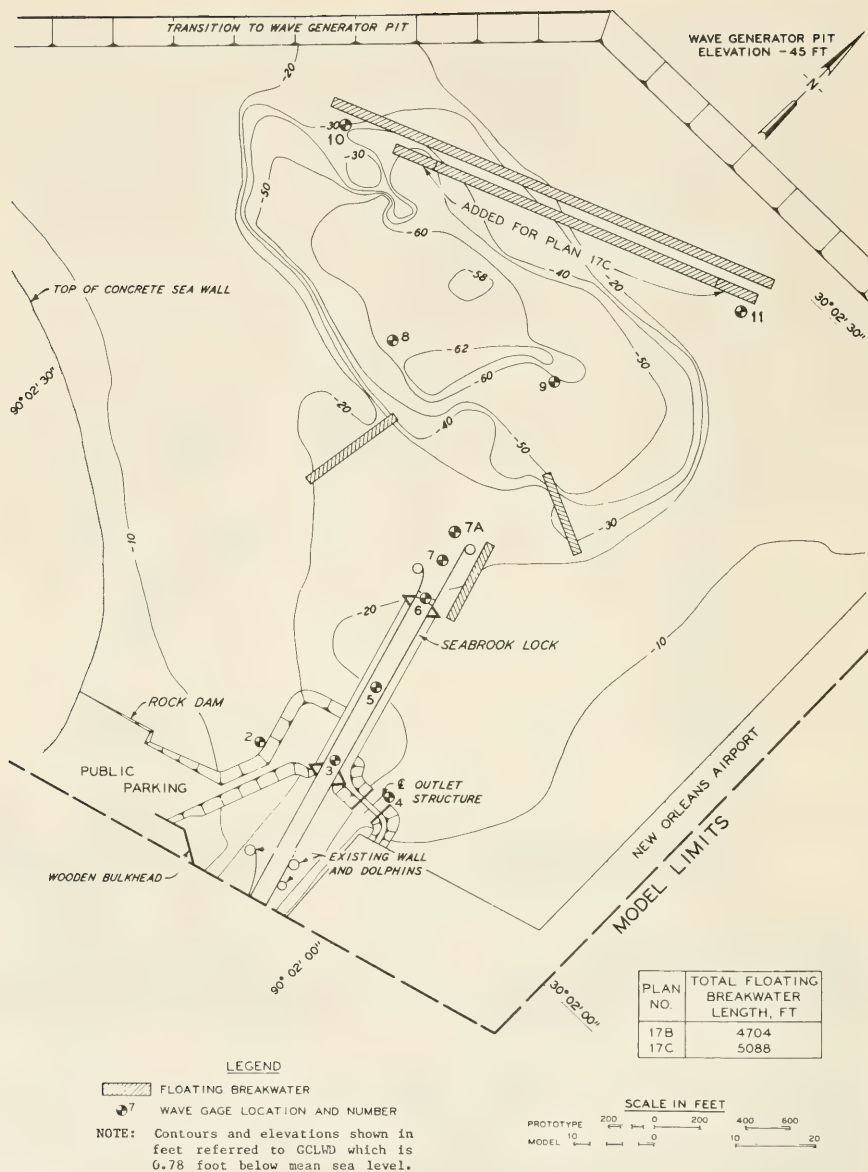 TRANSITION TO WAVE GENERATOR PIT
WAVE GENERATOR PIT
ELEVATION -45 FT
-N-
-20
-30
10
-30
-50
-60
ADDED FOR PLAN 17C
-58
-40
-20
11
30° 02' 30"
TOP OF CONCRETE SEA WALL
90° 02' 30"
8
-62
-60
9
-50
-20
-40
-50
-30
7A
7
-10
6
-20
-10
SEABROOK LOCK
5
ROCK DAM
2
3
PUBLIC
PARKING
℄ OUTLET
STRUCTURE
4
NEW ORLEANS AIRPORT
MODEL LIMITS
WOODEN BULKHEAD
EXISTING WALL
AND DOLPHINS
90° 02' 00"
30° 02' 00"
PLAN NO. TOTAL FLOATING BREAKWATER LENGTH, FT
17B 4704
17C 5088
LEGEND
FLOATING BREAKWATER
7 WAVE GAGE LOCATION AND NUMBER
NOTE: Contours and elevations shown in
feet referred to GCLWD which is
0.78 foot below mean sea level.
SCALE IN FEET
PROTOTYPE 200 0 200 400 600
MODEL 10 0 10 20